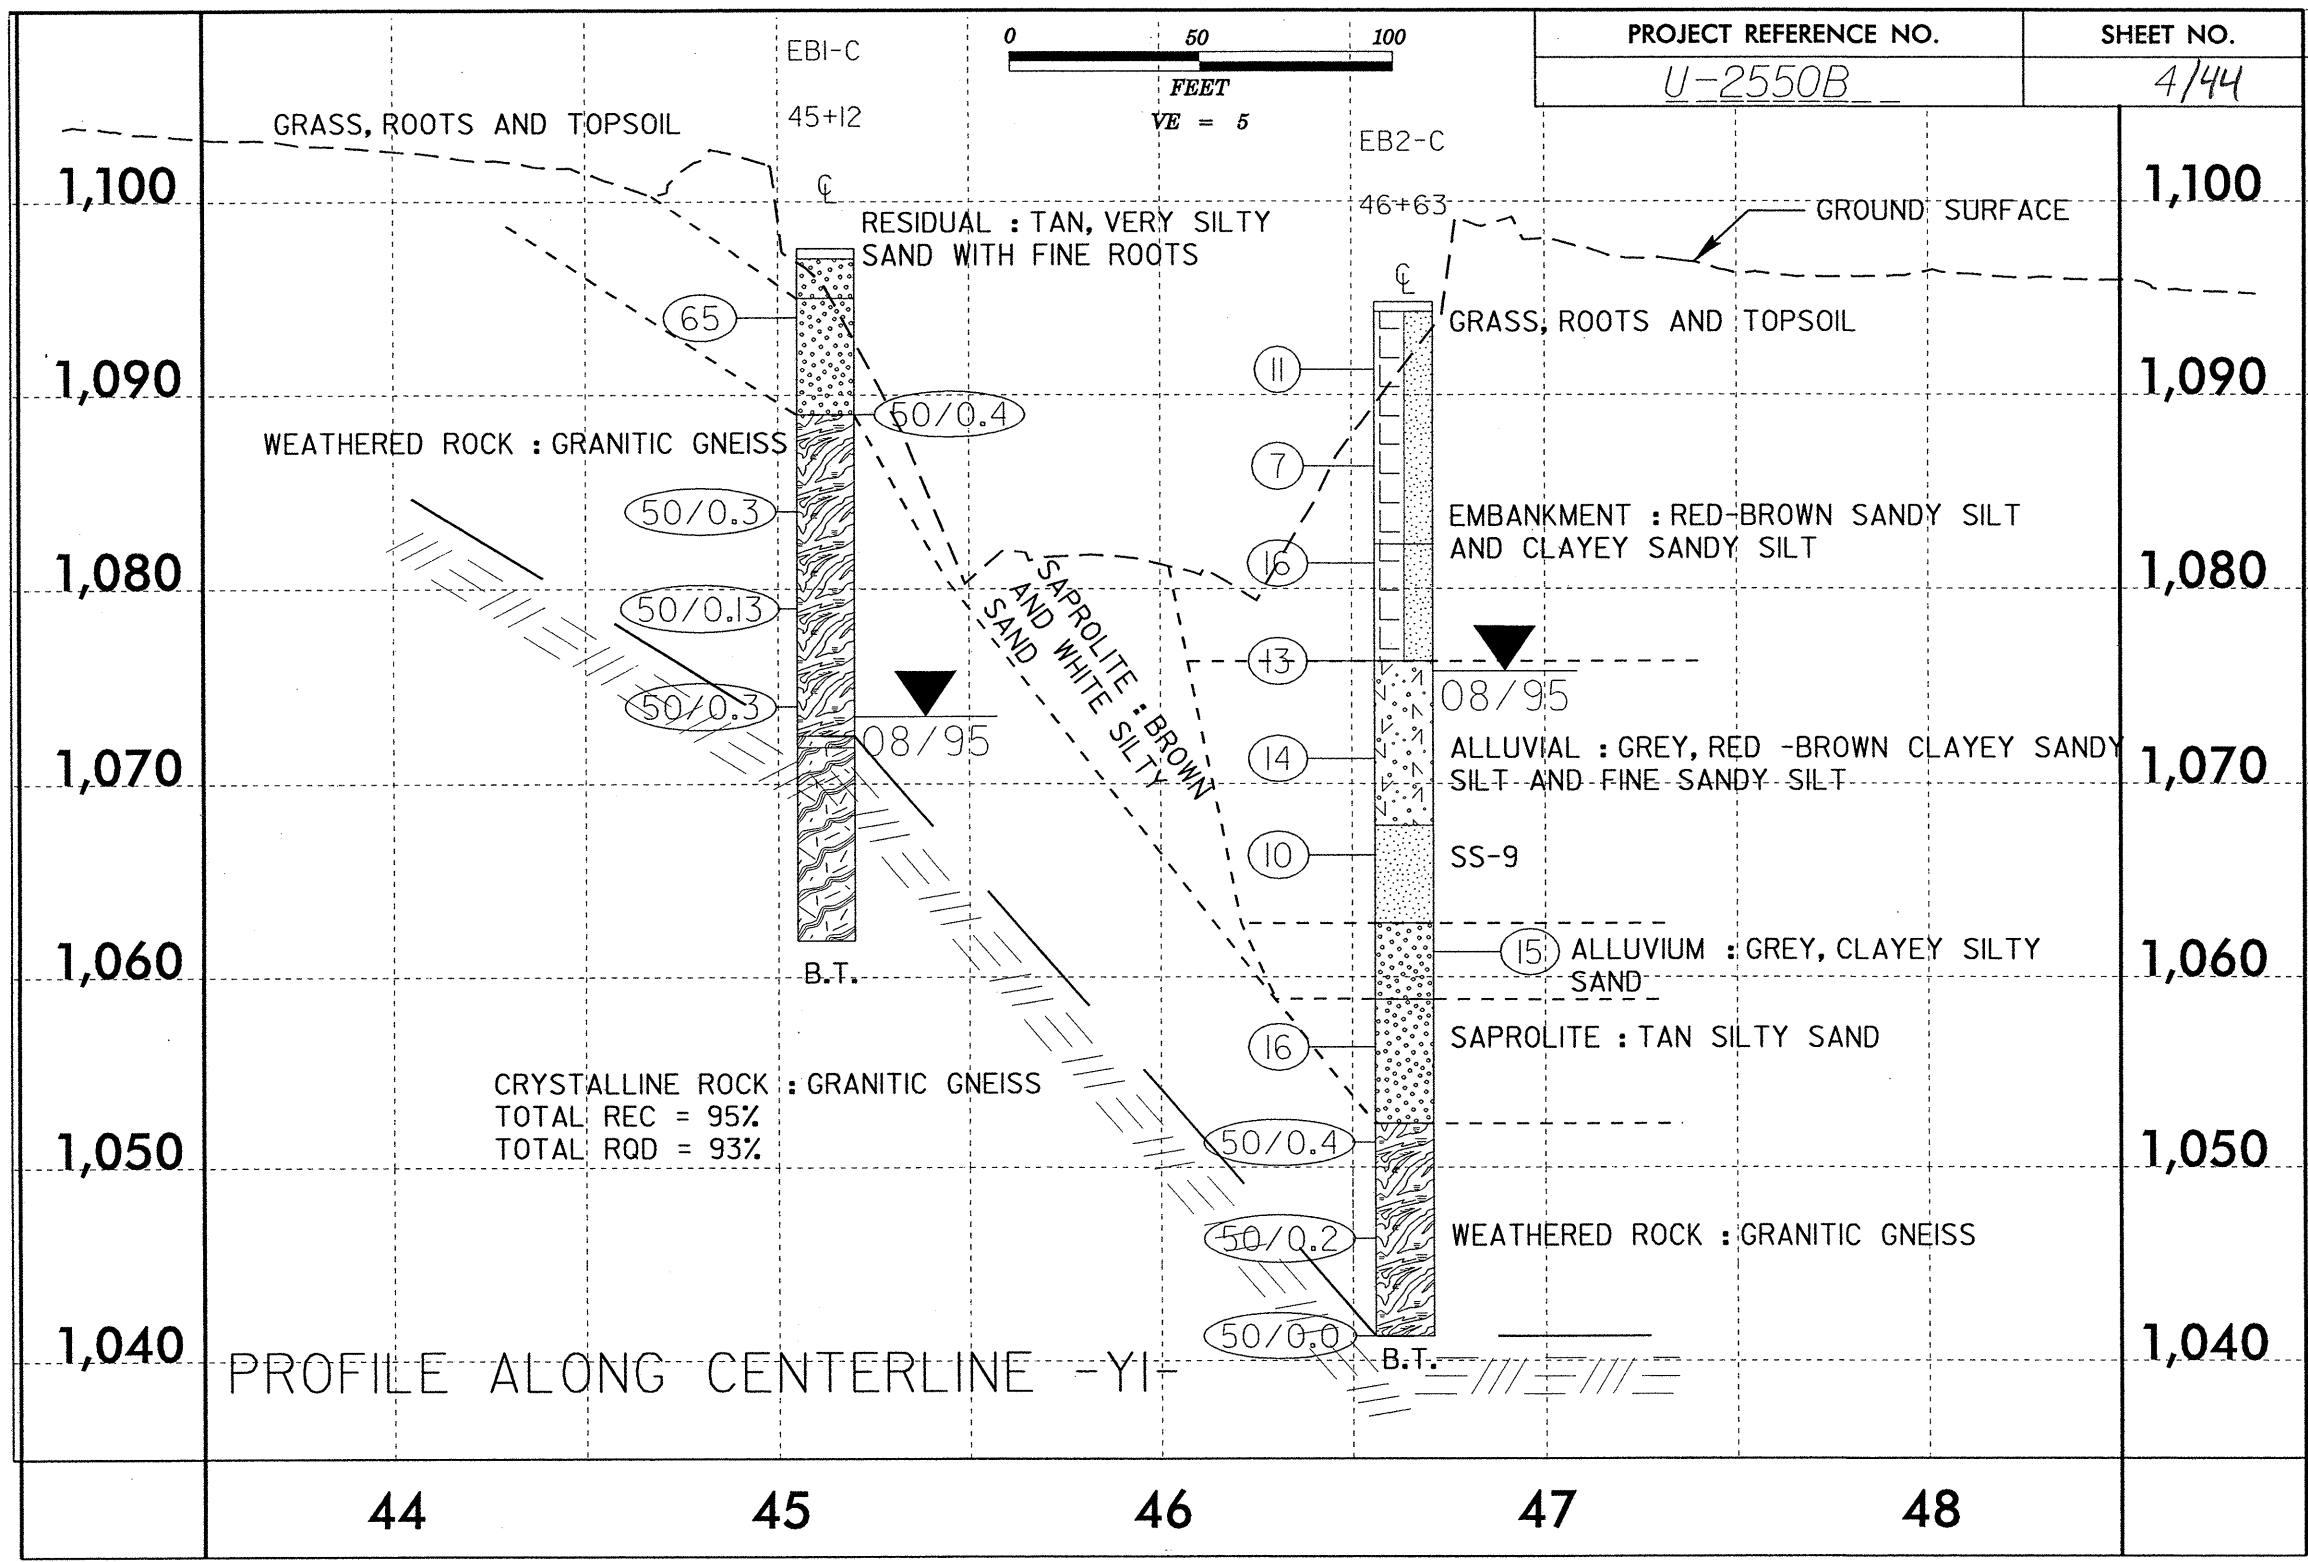 PROJECT REFERENCE NO.
SHEET NO.
U-2550B
4/44
0 50 100
FEET
VE = 5
EB1-C
45+12
EB2-C
46+63
GRASS, ROOTS AND TOPSOIL
GROUND SURFACE
1,100
1,100
RESIDUAL : TAN, VERY SILTY
SAND WITH FINE ROOTS
65
GRASS, ROOTS AND TOPSOIL
11
1,090
1,090
50/0.4
WEATHERED ROCK : GRANITIC GNEISS
7
50/0.3
EMBANKMENT : RED-BROWN SANDY SILT
AND CLAYEY SANDY SILT
16
1,080
1,080
50/0.13
SAPROLITE : BROWN
AND WHITE SILTY
SAND
13
50/0.3
08/95
08/95
14
ALLUVIAL : GREY, RED -BROWN CLAYEY SANDY
SILT AND FINE SANDY SILT
1,070
1,070
10
SS-9
15
ALLUVIUM : GREY, CLAYEY SILTY
SAND
1,060
1,060
B.T.
16
SAPROLITE : TAN SILTY SAND
CRYSTALLINE ROCK : GRANITIC GNEISS
TOTAL REC = 95%
TOTAL RQD = 93%
50/0.4
1,050
1,050
50/0.2
WEATHERED ROCK : GRANITIC GNEISS
50/0.0
B.T.
1,040
1,040
PROFILE ALONG CENTERLINE -Y1-
44 45 46 47 48